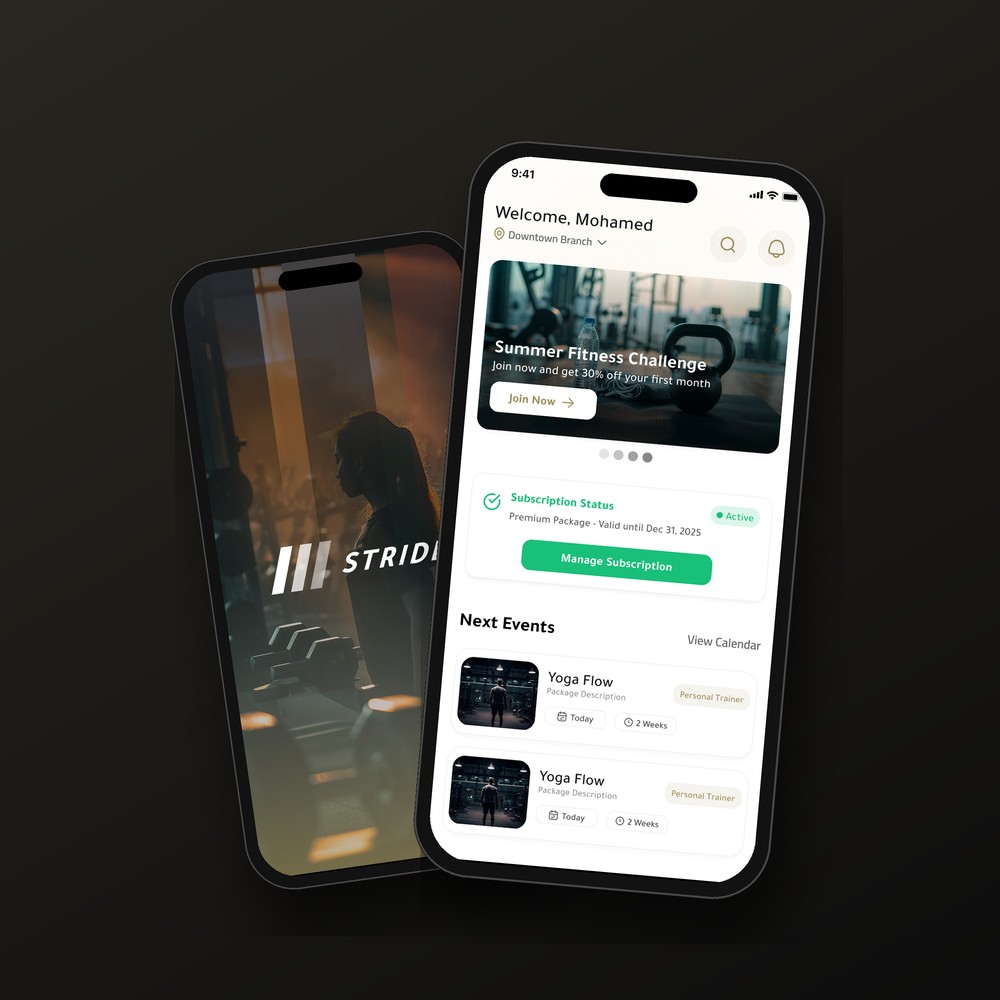 STRIDE
9:41
Welcome, Mohamed
Downtown Branch
Summer Fitness Challenge
Join now and get 30% off your first month
Join Now
Subscription Status
Active
Premium Package - Valid until Dec 31, 2025
Manage Subscription
Next Events
View Calendar
Yoga Flow
Personal Trainer
Package Description
Today
2 Weeks
Yoga Flow
Personal Trainer
Package Description
Today
2 Weeks